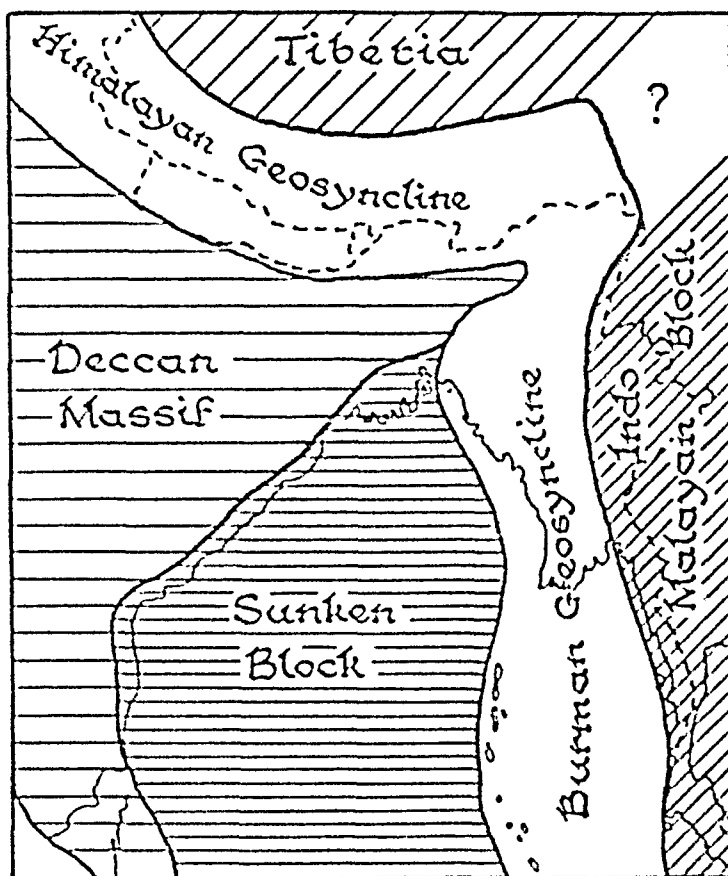 Tibetia
?
Himalayan Geosyncline
Deccan
Massif
Sunken
Block
Burman Geosyncline
Indo
Malayan
Block